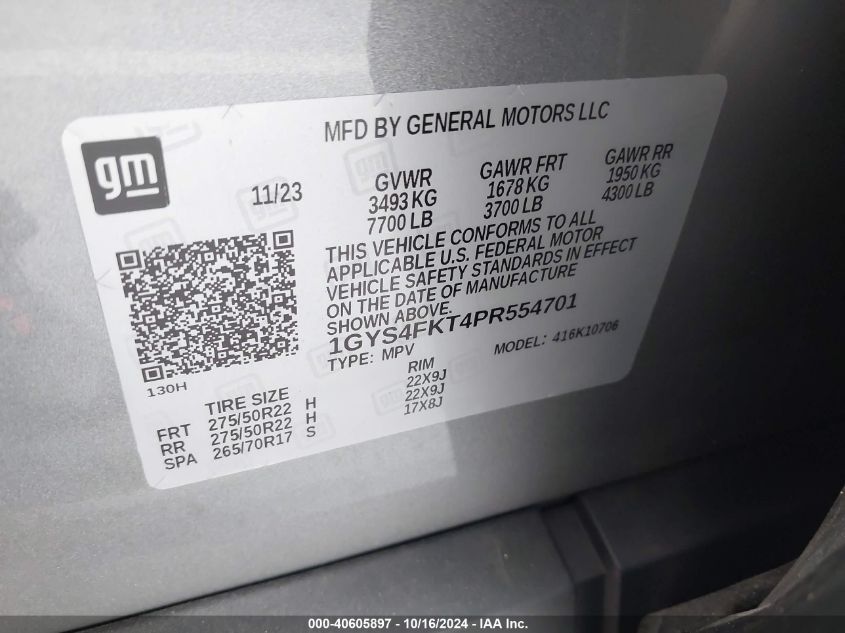 MFD BY GENERAL MOTORS LLC
gm
11/23
GVWR GAWR FRT GAWR RR
3493 KG 1678 KG 1950 KG
7700 LB 3700 LB 4300 LB
THIS VEHICLE CONFORMS TO ALL
APPLICABLE U.S. FEDERAL MOTOR
VEHICLE SAFETY STANDARDS IN EFFECT
ON THE DATE OF MANUFACTURE
SHOWN ABOVE.
1GYS4FKT4PR554701
TYPE: MPV MODEL: 416K10706
130H
TIRE SIZE RIM
FRT 275/50R22 H 22X9J
RR 275/50R22 H 22X9J
SPA 265/70R17 S 17X8J
000-40605897 - 10/16/2024 - IAA Inc.